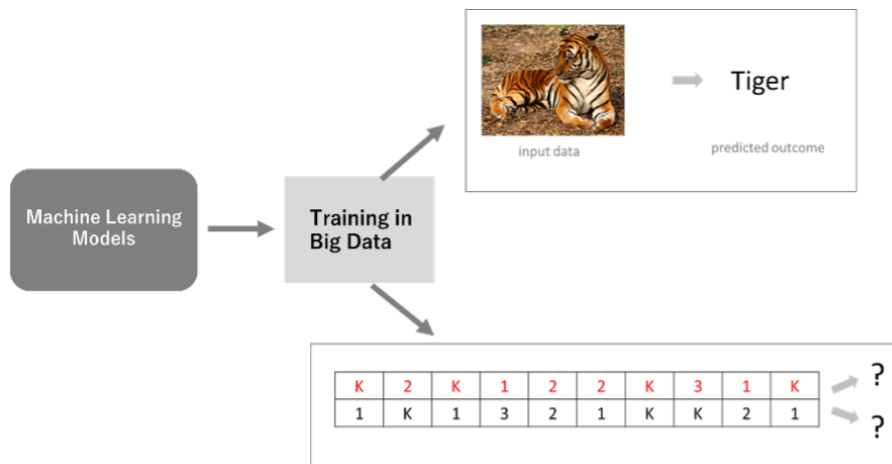 Tiger
input data
predicted outcome
Machine Learning
Models
Training in
Big Data
K 2 K 1 2 2 K 3 1 K
?
1 K 1 3 2 1 K K 2 1
?